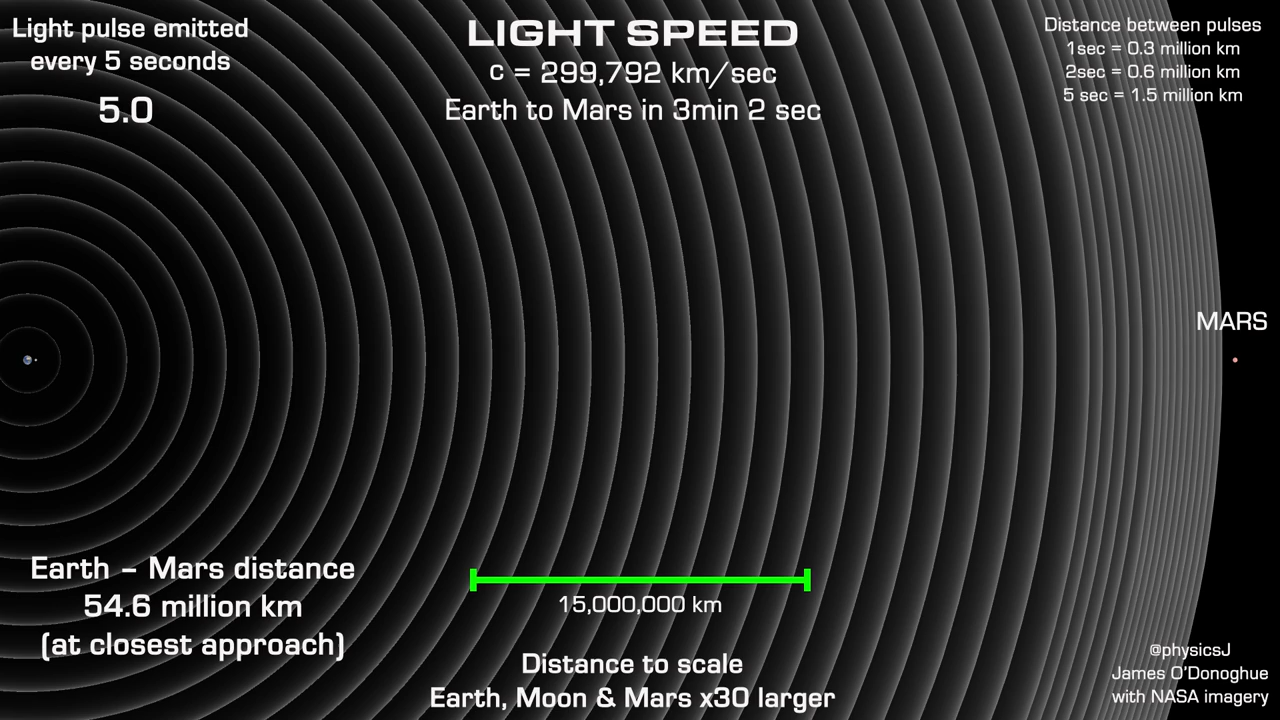 Light pulse emitted
every 5 seconds
5.0
LIGHT SPEED
c = 299,792 km/sec
Earth to Mars in 3min 2 sec
Distance between pulses
1sec = 0.3 million km
2sec = 0.6 million km
5 sec = 1.5 million km
MARS
Earth – Mars distance
54.6 million km
(at closest approach)
15,000,000 km
Distance to scale
Earth, Moon & Mars x30 larger
@physicsJ
James O'Donoghue
with NASA imagery